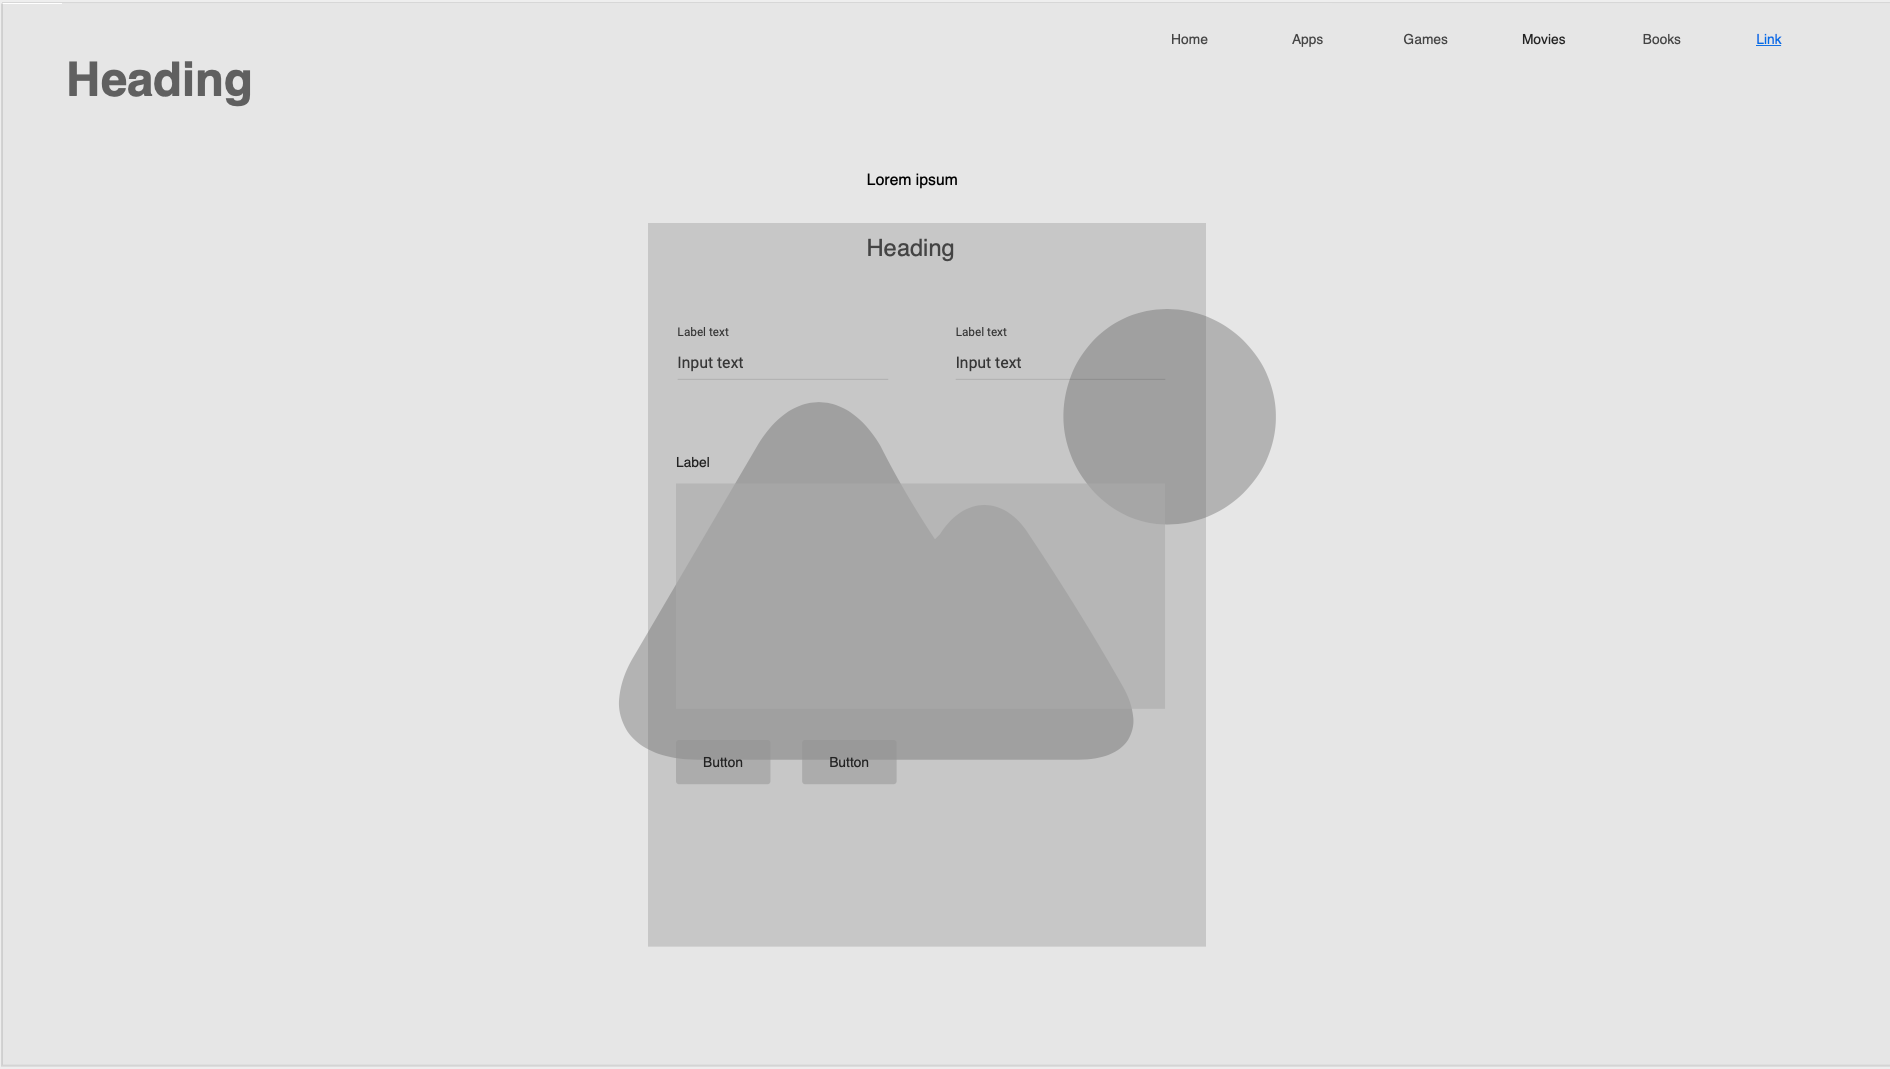 Home Apps Games Movies Books Link
Heading
Lorem ipsum
Heading
Label text Label text
Input text Input text
Label
Button Button